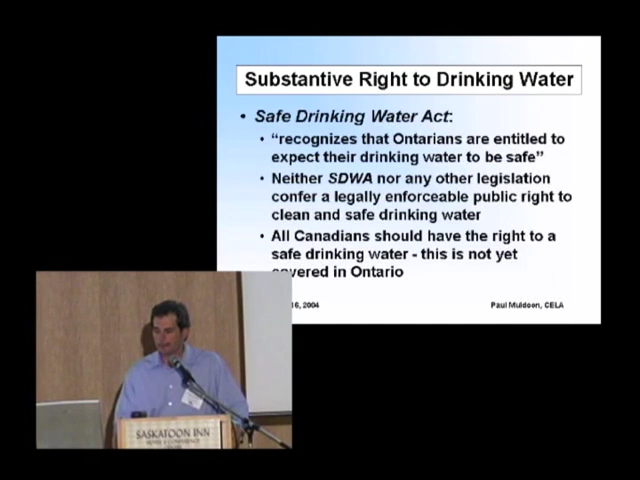 Substantive Right to Drinking Water
• Safe Drinking Water Act:
• “recognizes that Ontarians are entitled to
expect their drinking water to be safe”
• Neither SDWA nor any other legislation
confer a legally enforceable public right to
clean and safe drinking water
• All Canadians should have the right to a
safe drinking water - this is not yet
covered in Ontario
16, 2004
Paul Muldoon, CELA
SASKATOON INN